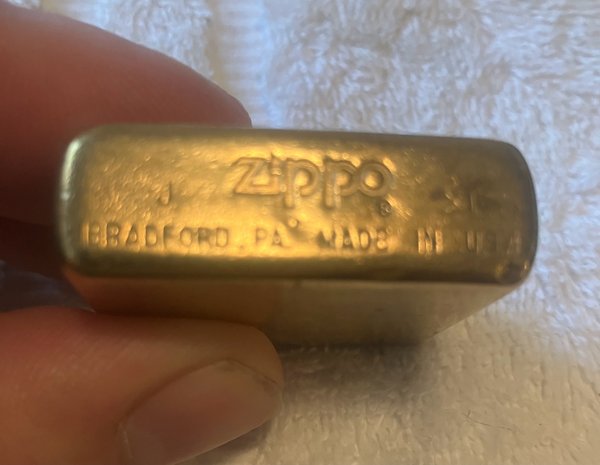 Zippo ®
BRADFORD, PA. MADE IN U.S.A.